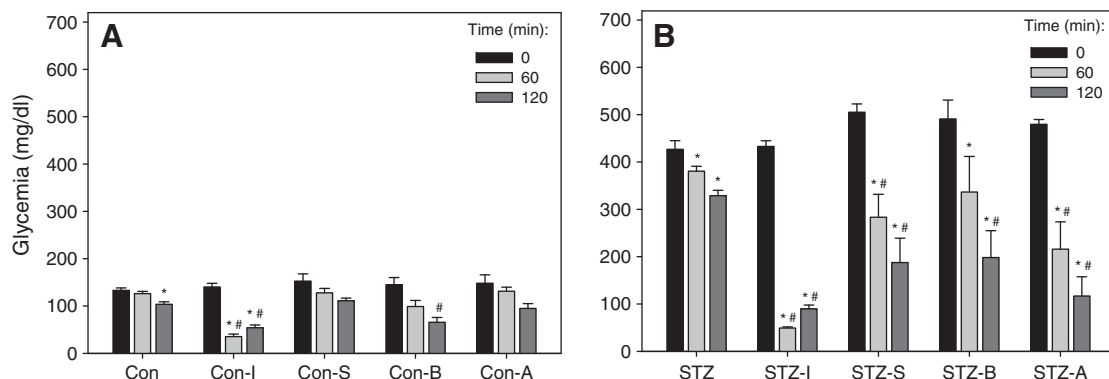 A
Time (min):
0
60
120
Glycemia (mg/dl)
700
600
500
400
300
200
100
0
*
* #
* #
#
Con
Con-I
Con-S
Con-B
Con-A
B
Time (min):
0
60
120
700
600
500
400
300
200
100
0
*
*
* #
* #
* #
* #
*
* #
* #
* #
STZ
STZ-I
STZ-S
STZ-B
STZ-A